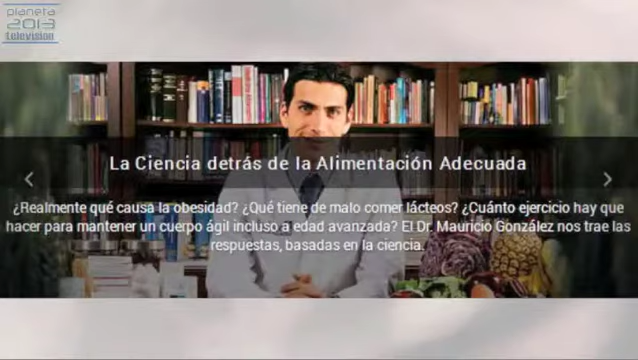 planeta
2013
televisión
La Ciencia detrás de la Alimentación Adecuada
¿Realmente qué causa la obesidad? ¿Qué tiene de malo comer lácteos? ¿Cuánto ejercicio hay que
hacer para mantener un cuerpo ágil incluso a edad avanzada? El Dr. Mauricio González nos trae las
respuestas, basadas en la ciencia.